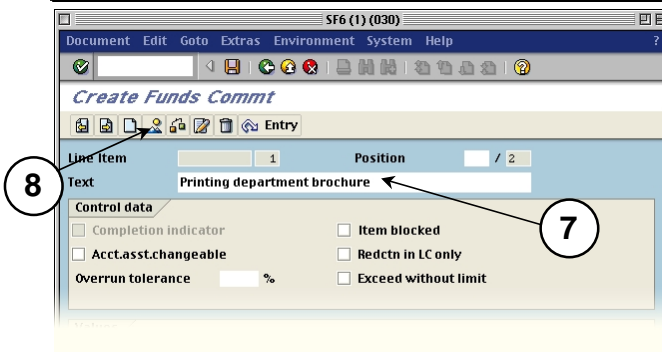 SF6 (1) (030)
Document Edit Goto Extras Environment System Help ?
Create Funds Commt
Entry
Line Item 1 Position / 2
8
Text Printing department brochure
7
Control data
Completion indicator Item blocked
Acct.asst.changeable Redctn in LC only
Overrun tolerance % Exceed without limit